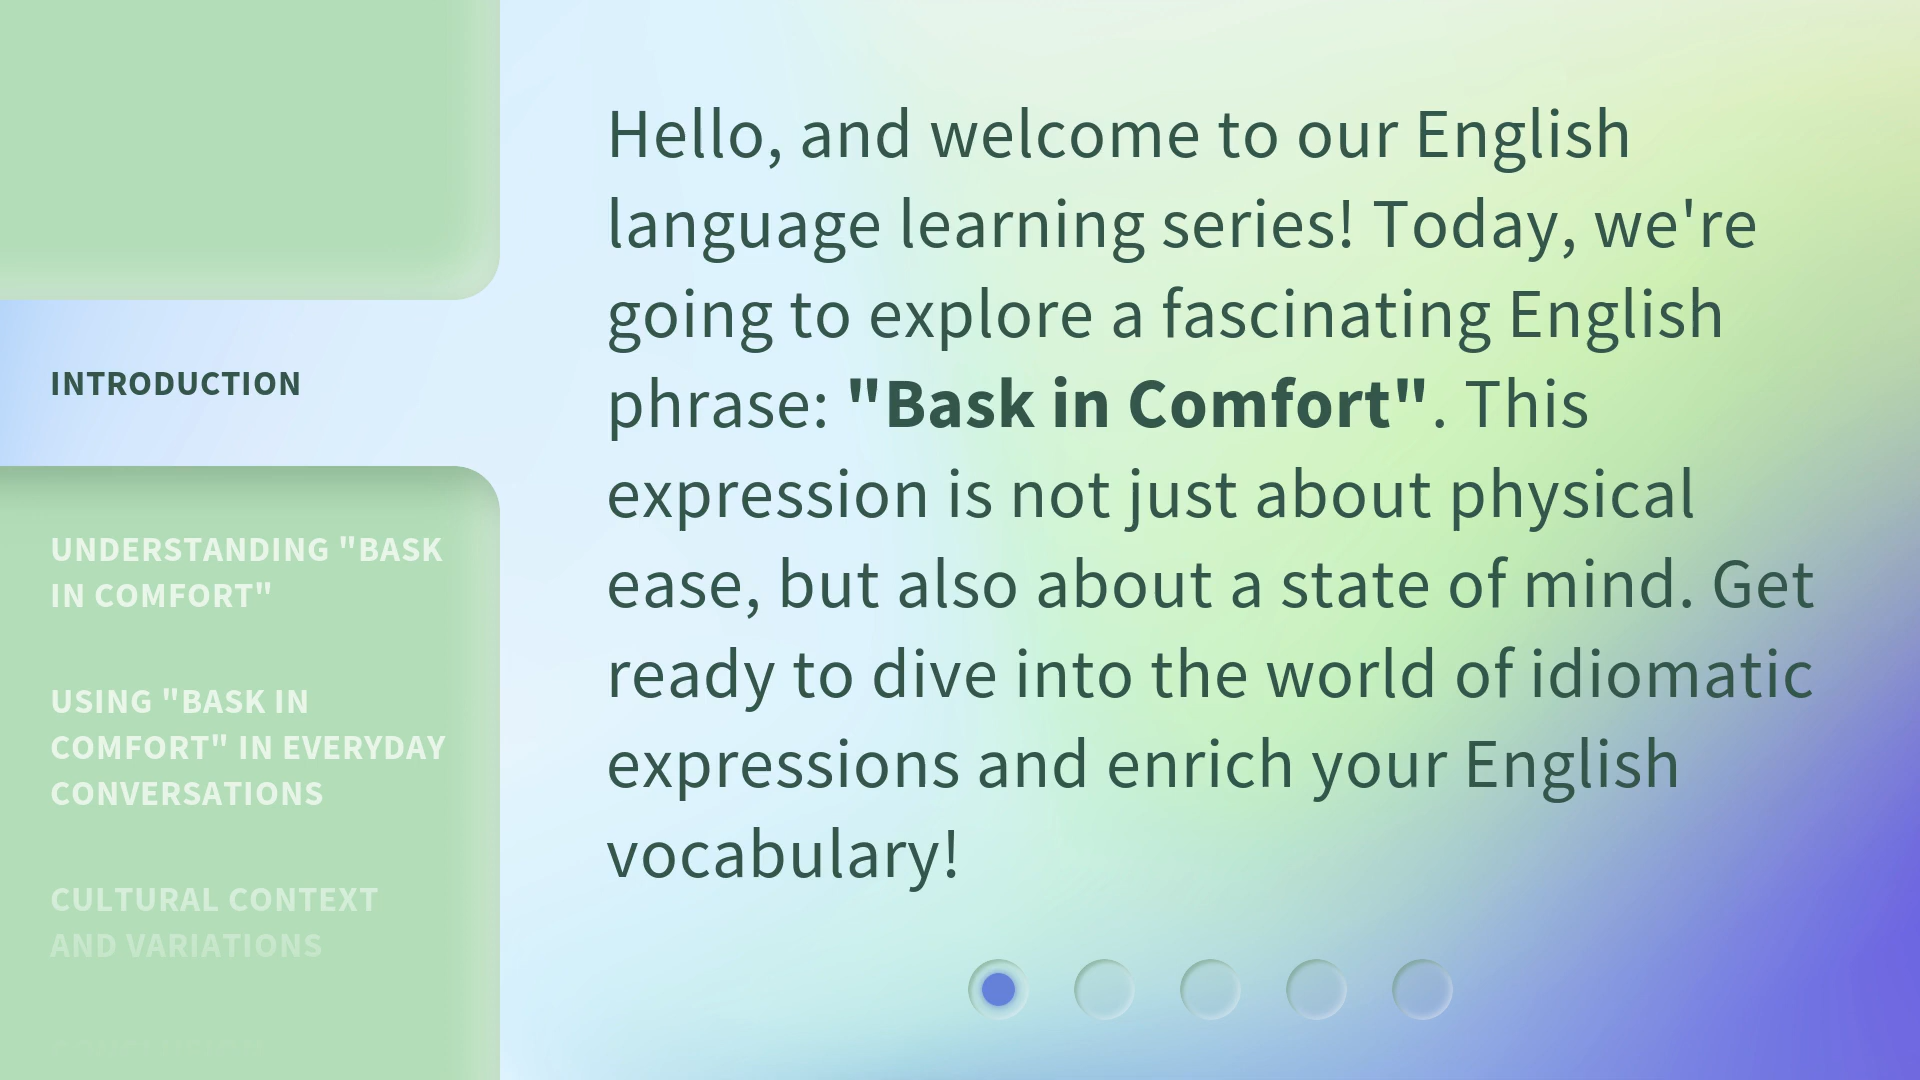 INTRODUCTION
UNDERSTANDING "BASK
IN COMFORT"
USING "BASK IN
COMFORT" IN EVERYDAY
CONVERSATIONS
CULTURAL CONTEXT
AND VARIATIONS
CONCLUSION
Hello, and welcome to our English
language learning series! Today, we're
going to explore a fascinating English
phrase: "Bask in Comfort". This
expression is not just about physical
ease, but also about a state of mind. Get
ready to dive into the world of idiomatic
expressions and enrich your English
vocabulary!